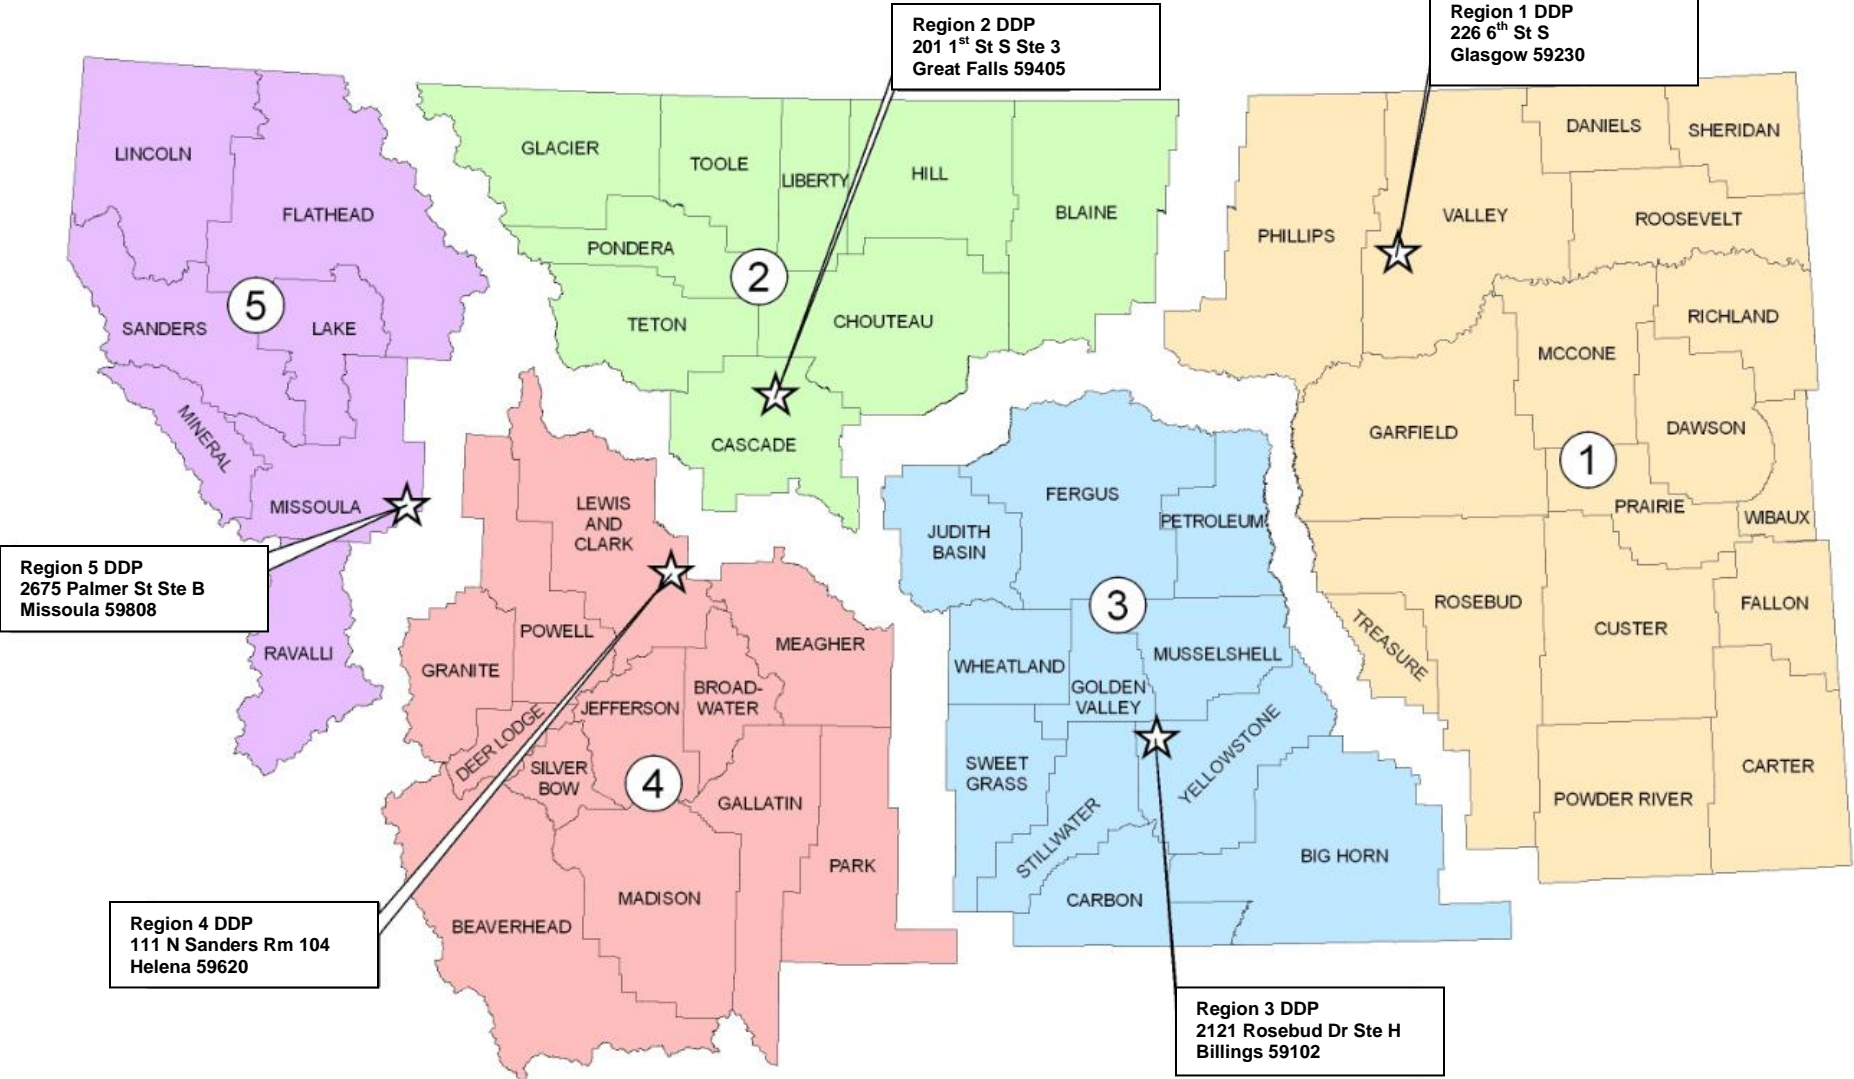 Region 2 DDP
201 1st St S Ste 3
Great Falls 59405
Region 1 DDP
226 6th St S
Glasgow 59230
LINCOLN
FLATHEAD
5
SANDERS
LAKE
MINERAL
MISSOULA
RAVALLI
Region 5 DDP
2675 Palmer St Ste B
Missoula 59808
GLACIER
TOOLE
LIBERTY
HILL
BLAINE
PONDERA
2
TETON
CHOUTEAU
CASCADE
DANIELS
SHERIDAN
PHILLIPS
VALLEY
ROOSEVELT
RICHLAND
MCCONE
GARFIELD
DAWSON
1
PRAIRIE
WIBAUX
ROSEBUD
TREASURE
CUSTER
FALLON
POWDER RIVER
CARTER
LEWIS
AND
CLARK
POWELL
GRANITE
MEAGHER
BROAD-
WATER
JEFFERSON
DEER LODGE
SILVER
BOW
4
GALLATIN
PARK
MADISON
BEAVERHEAD
Region 4 DDP
111 N Sanders Rm 104
Helena 59620
FERGUS
PETROLEUM
JUDITH
BASIN
3
WHEATLAND
MUSSELSHELL
GOLDEN
VALLEY
SWEET
GRASS
STILLWATER
YELLOWSTONE
BIG HORN
CARBON
Region 3 DDP
2121 Rosebud Dr Ste H
Billings 59102